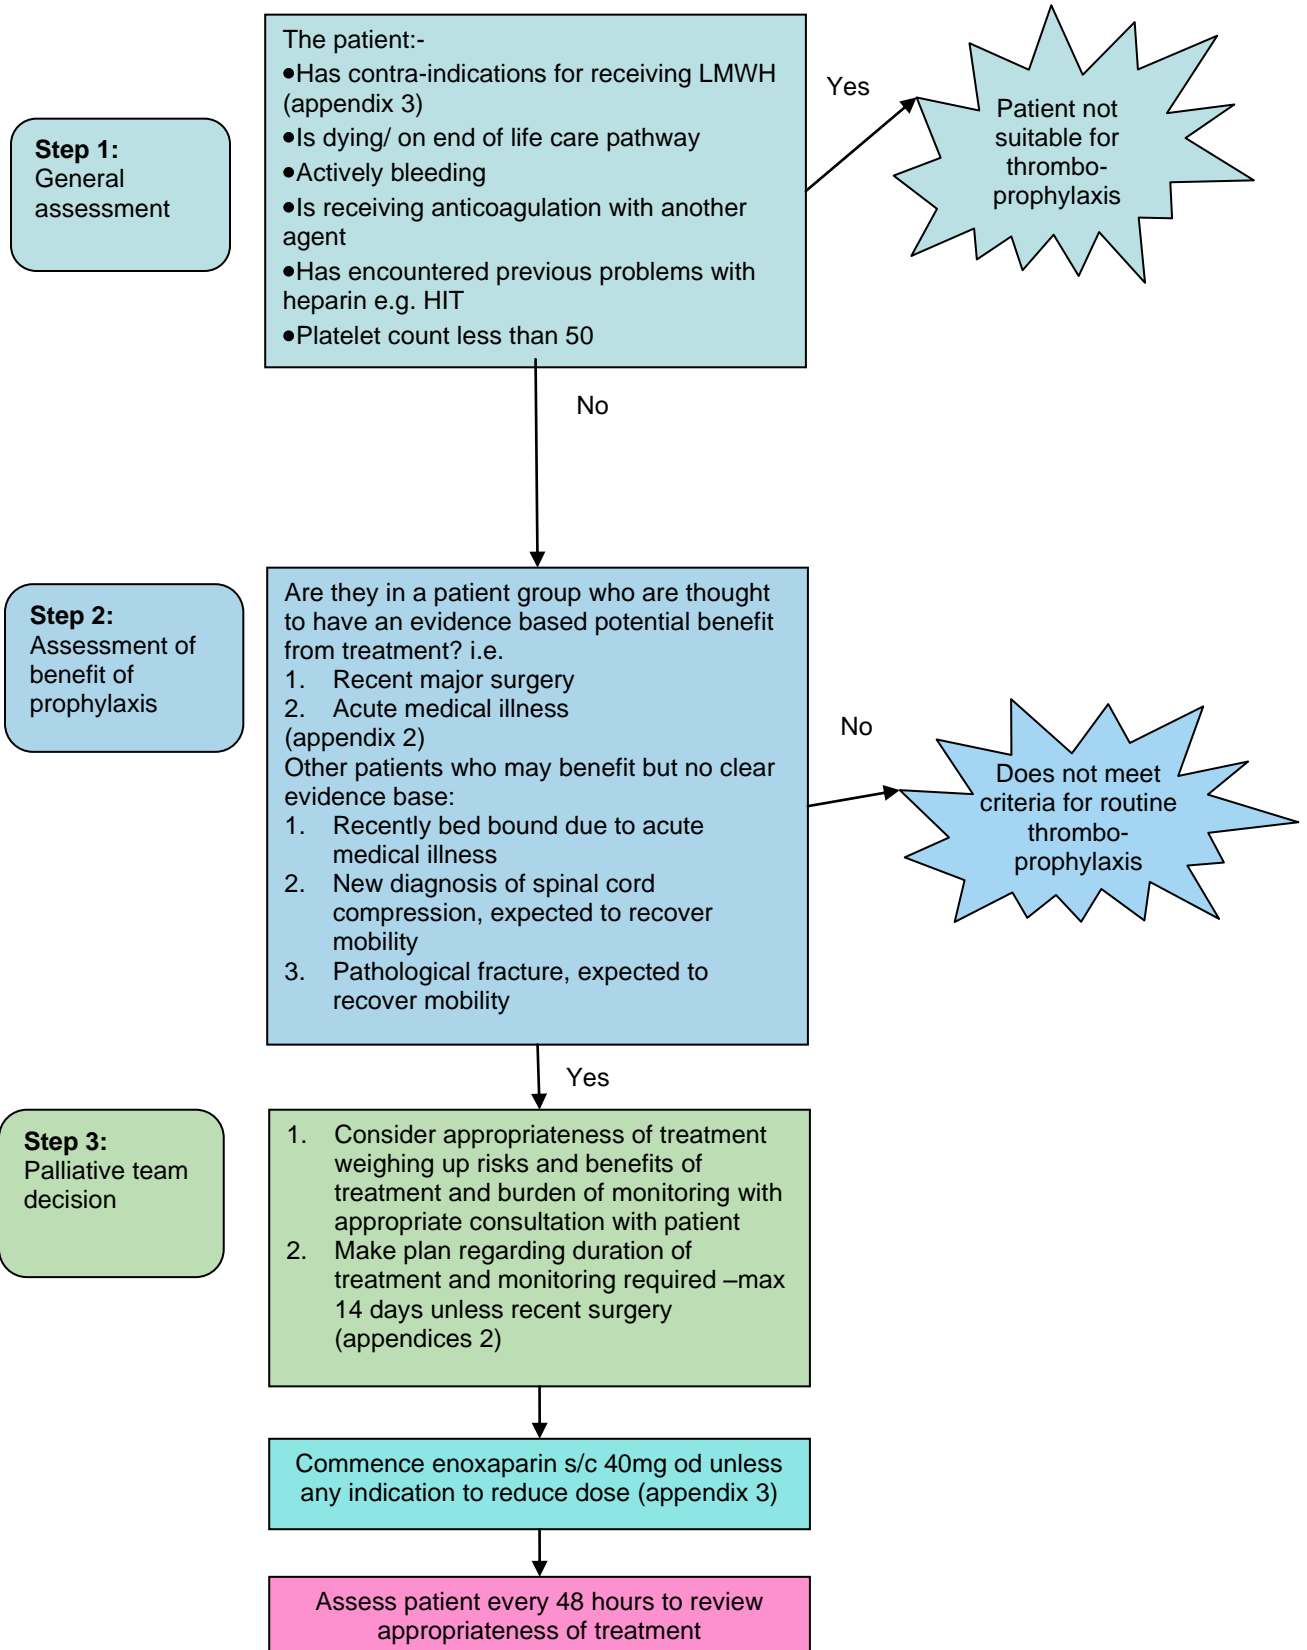 The patient:-
•Has contra-indications for receiving LMWH
(appendix 3)
•Is dying/ on end of life care pathway
•Actively bleeding
•Is receiving anticoagulation with another
agent
•Has encountered previous problems with
heparin e.g. HIT
•Platelet count less than 50
Yes
Patient not
suitable for
thrombo-
prophylaxis
Step 1:
General
assessment
No
Step 2:
Assessment of
benefit of
prophylaxis
Are they in a patient group who are thought
to have an evidence based potential benefit
from treatment? i.e.
1. Recent major surgery
2. Acute medical illness
(appendix 2)
Other patients who may benefit but no clear
evidence base:
1. Recently bed bound due to acute
medical illness
2. New diagnosis of spinal cord
compression, expected to recover
mobility
3. Pathological fracture, expected to
recover mobility
No
Does not meet
criteria for routine
thrombo-
prophylaxis
Yes
Step 3:
Palliative team
decision
1. Consider appropriateness of treatment
weighing up risks and benefits of
treatment and burden of monitoring with
appropriate consultation with patient
2. Make plan regarding duration of
treatment and monitoring required –max
14 days unless recent surgery
(appendices 2)
Commence enoxaparin s/c 40mg od unless
any indication to reduce dose (appendix 3)
Assess patient every 48 hours to review
appropriateness of treatment